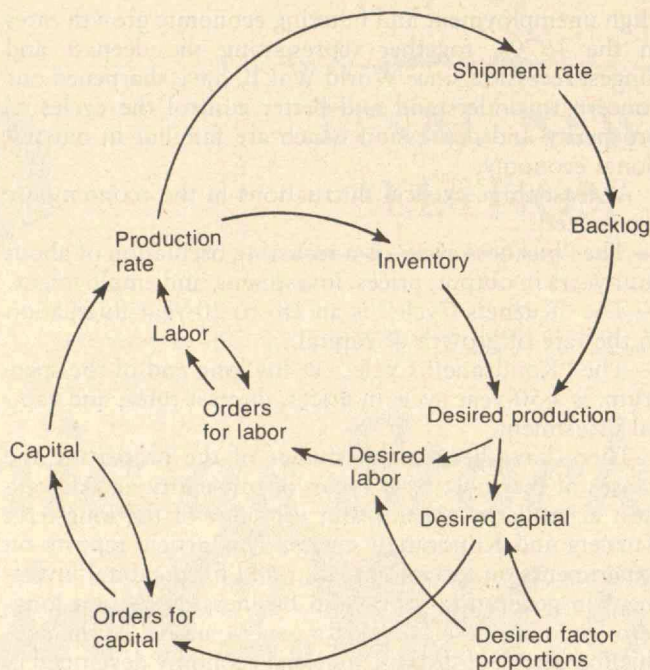 Shipment rate
Backlog
Production
rate
Inventory
Labor
Orders
for labor
Desired production
Capital
Desired
labor
Desired capital
Orders for
capital
Desired factor
proportions